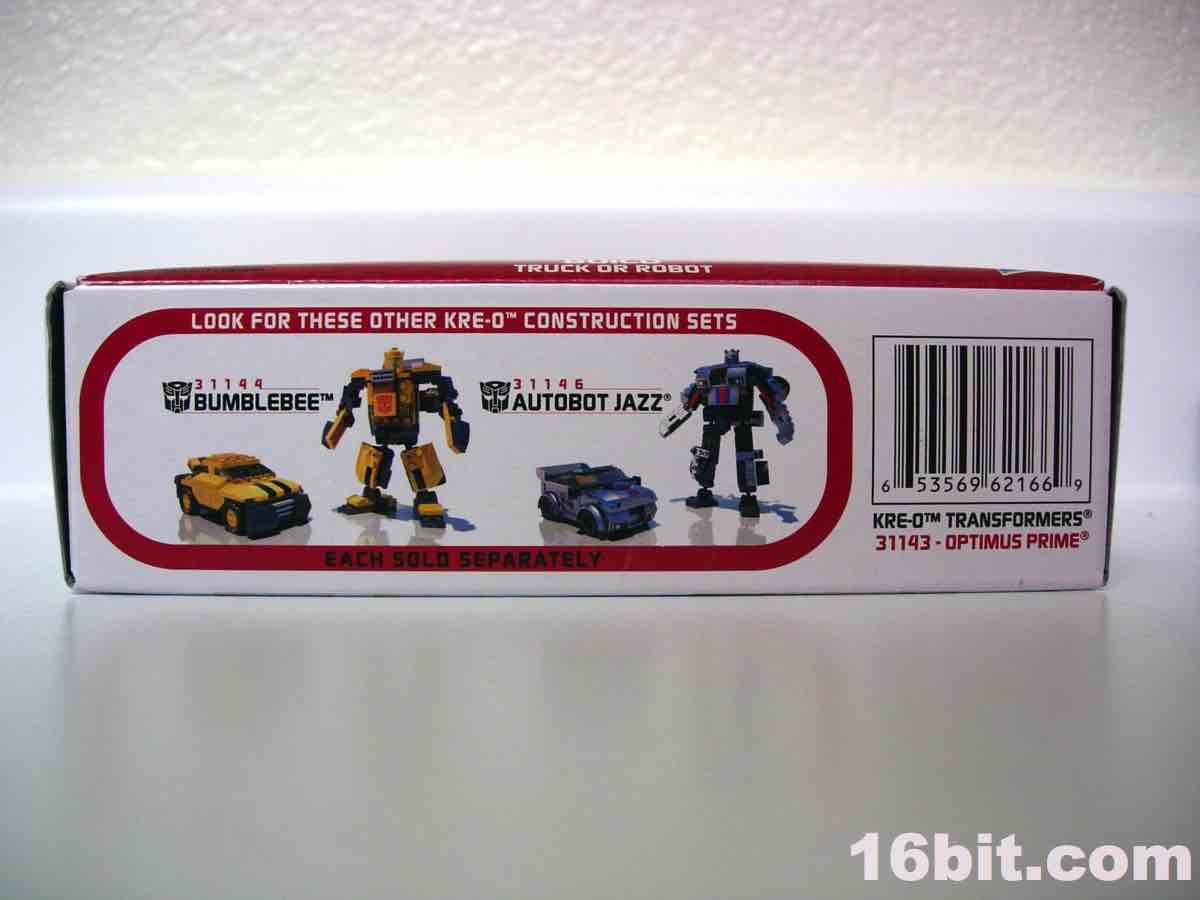 TRUCK OR ROBOT
LOOK FOR THESE OTHER KRE-O™ CONSTRUCTION SETS
31144
BUMBLEBEE™
31146
AUTOBOT JAZZ®
EACH SOLD SEPARATELY
6 53569 62166 9
KRE-O™ TRANSFORMERS®
31143 - OPTIMUS PRIME®
16bit.com